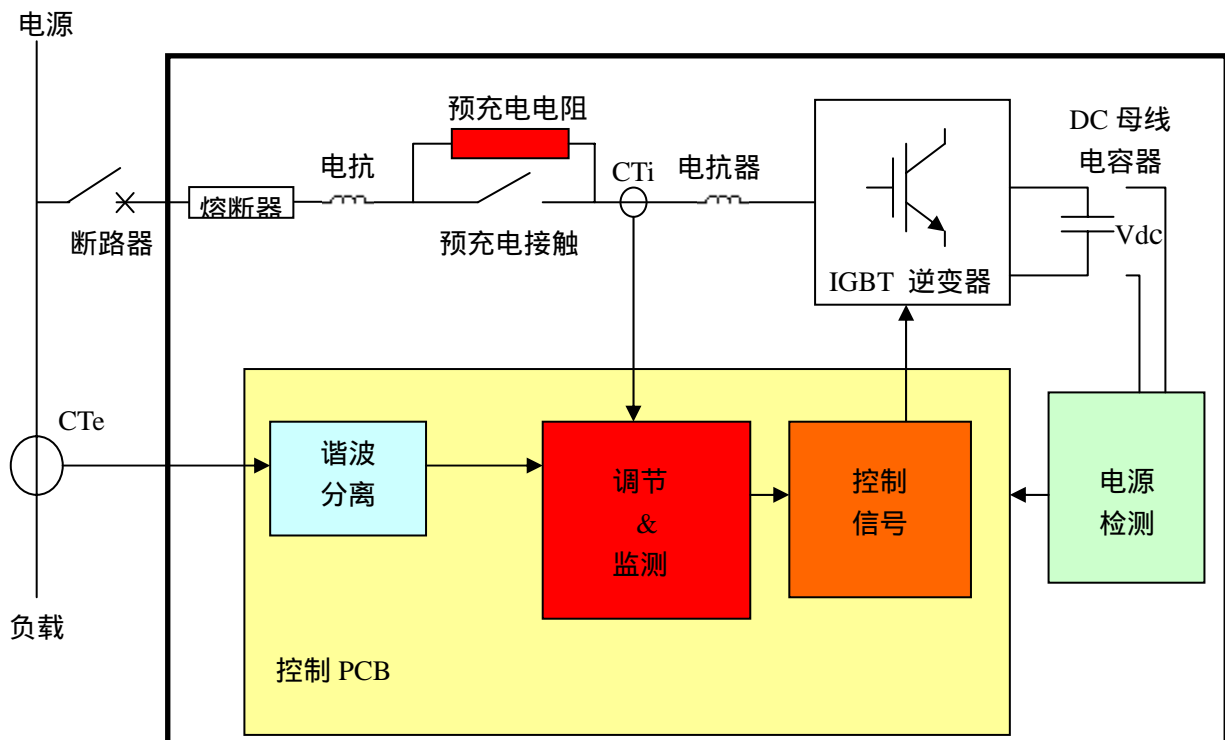 电源
预充电电阻
电抗
CTi
电抗器
DC 母线
电容器
熔断器
断路器
预充电接触
Vdc
IGBT 逆变器
CTe
谐波
分离
调节
&
监测
控制
信号
电源
检测
负载
控制 PCB